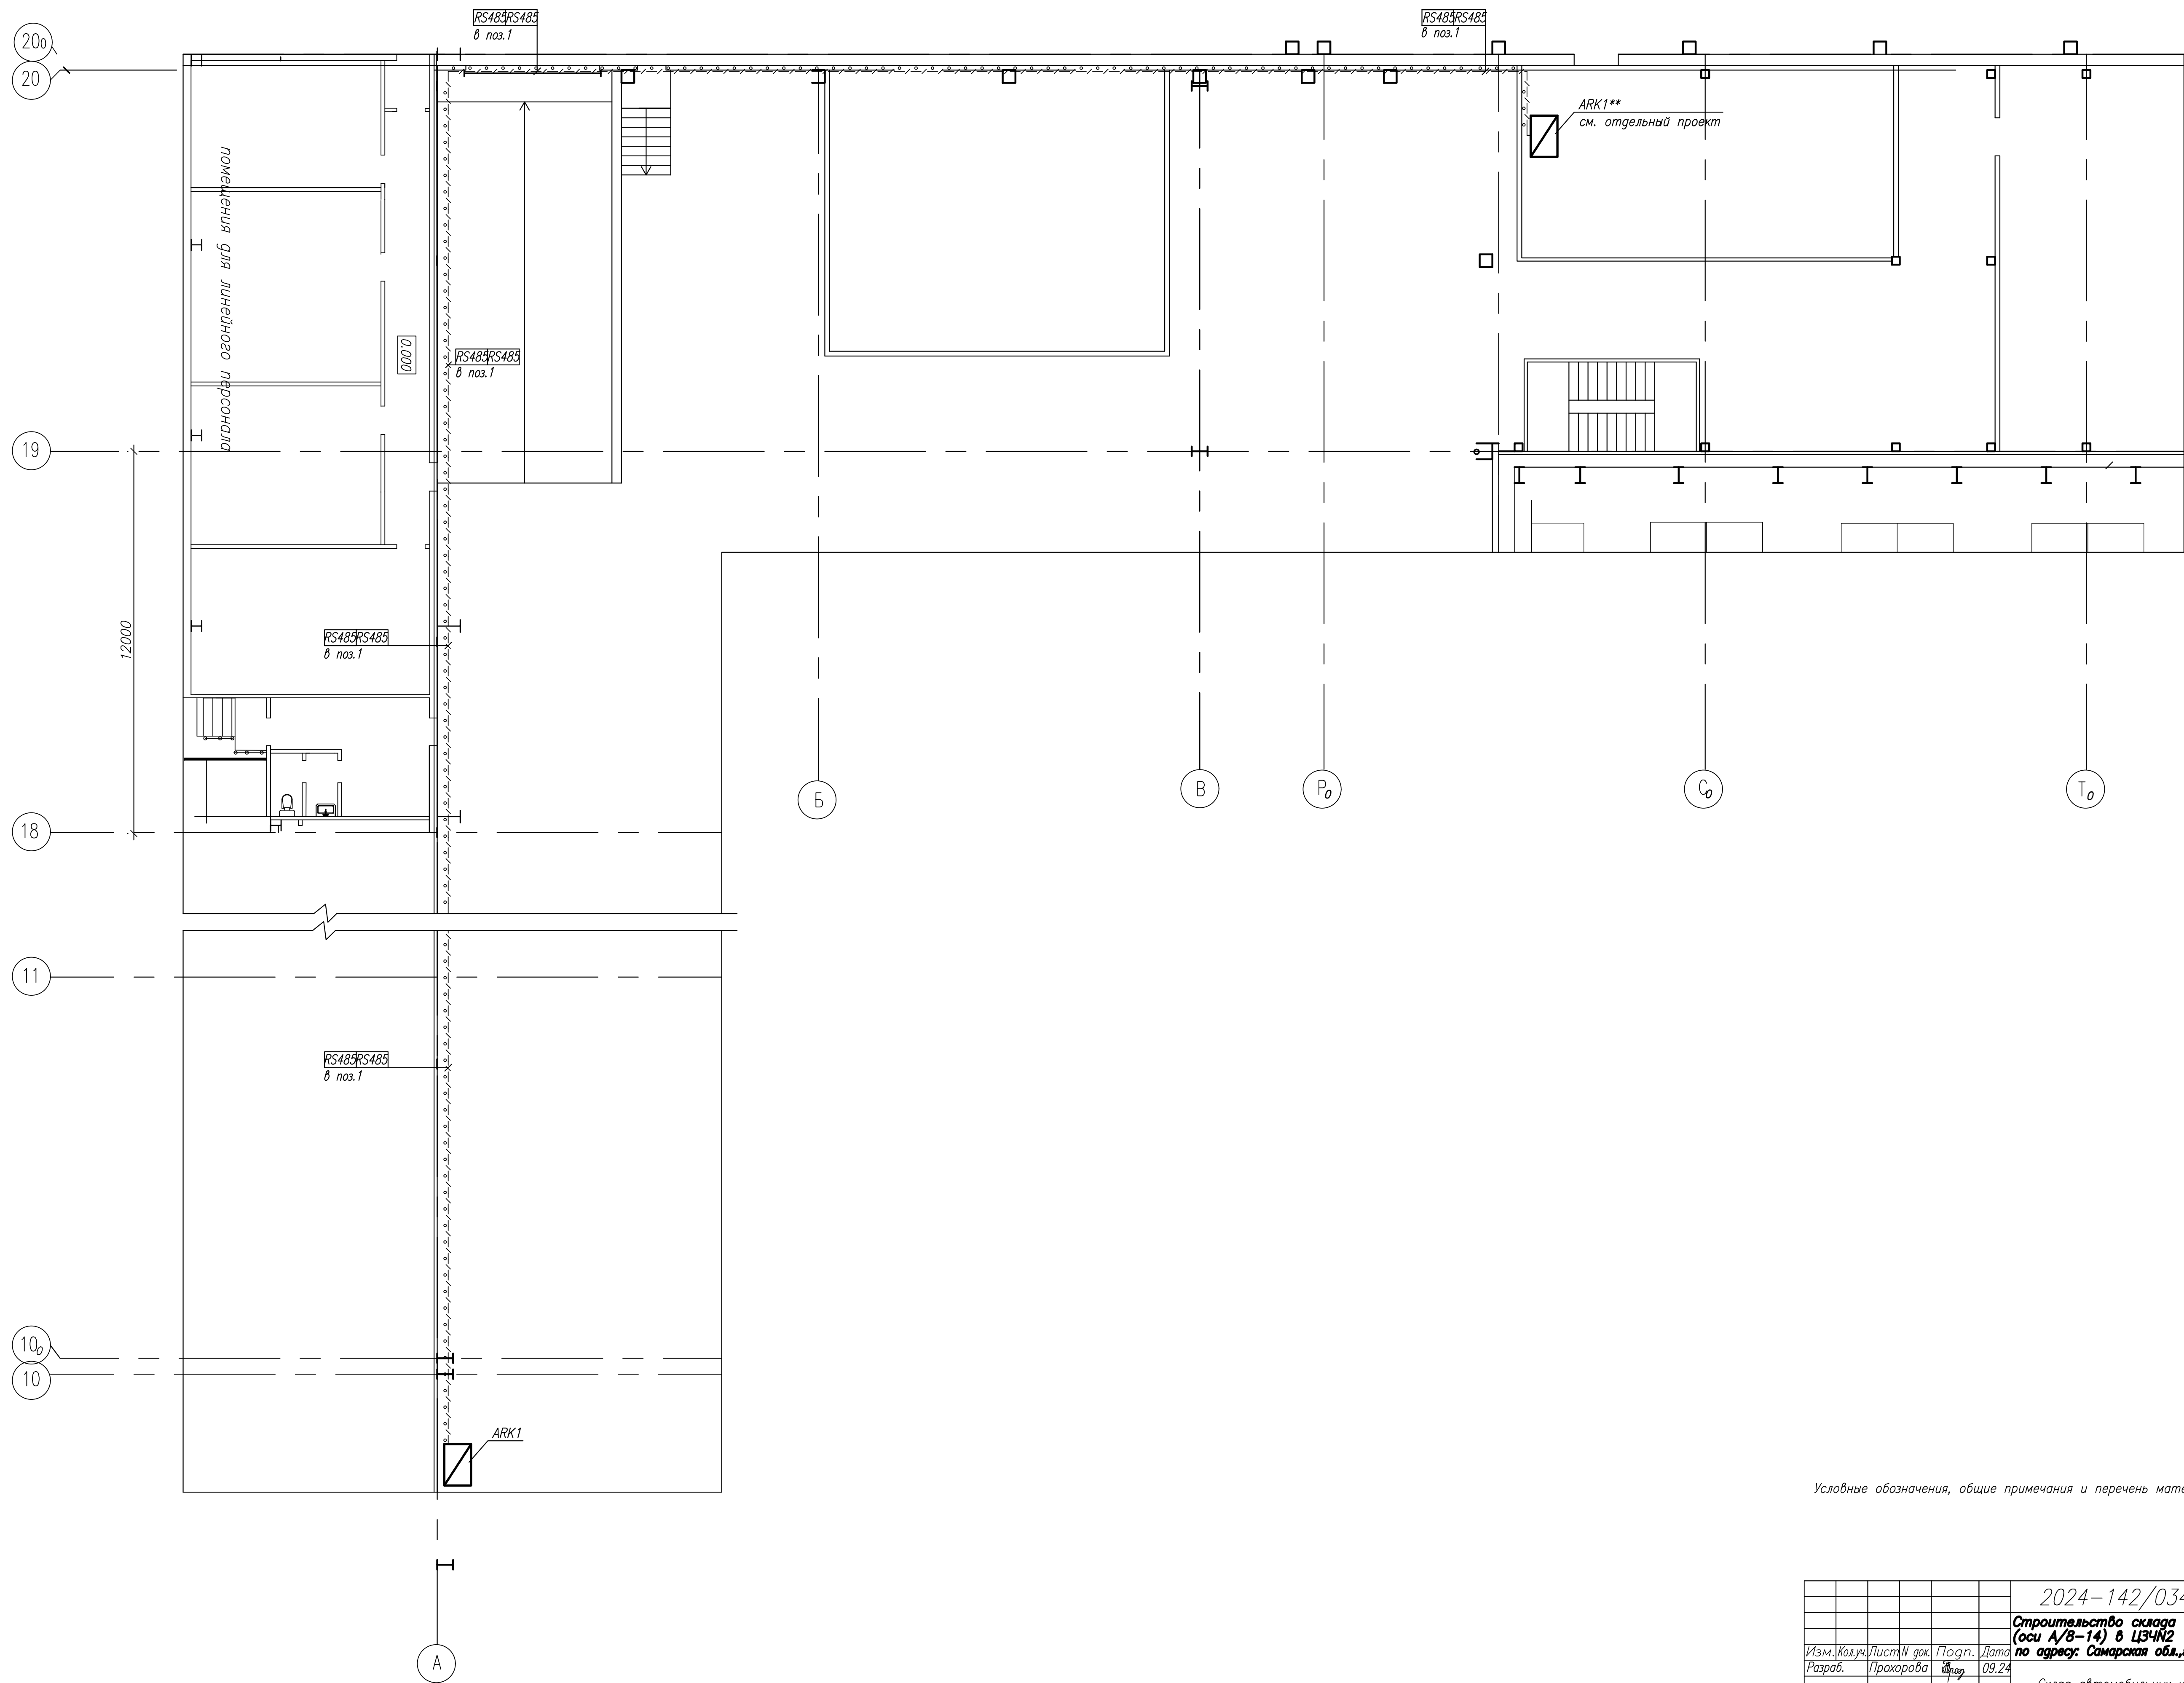 RS485 RS485
в поз.1
RS485 RS485
в поз.1
20о
20
ARK1**
см. отдельный проект
помещения для линейного персонала
0.000
RS485 RS485
в поз.1
19
12000
RS485 RS485
в поз.1
Б
В
Ро
Со
То
18
11
RS485 RS485
в поз.1
10о
10
ARK1
Условные обозначения, общие примечания и перечень
А
2024-142/034
Строительство склада
(оси А/8-14) в ЦЗЧN2
по адресу: Самарская обл.,
Изм. Кол.уч. Лист N док. Подп. Дата
Разраб. Прохорова 09.24